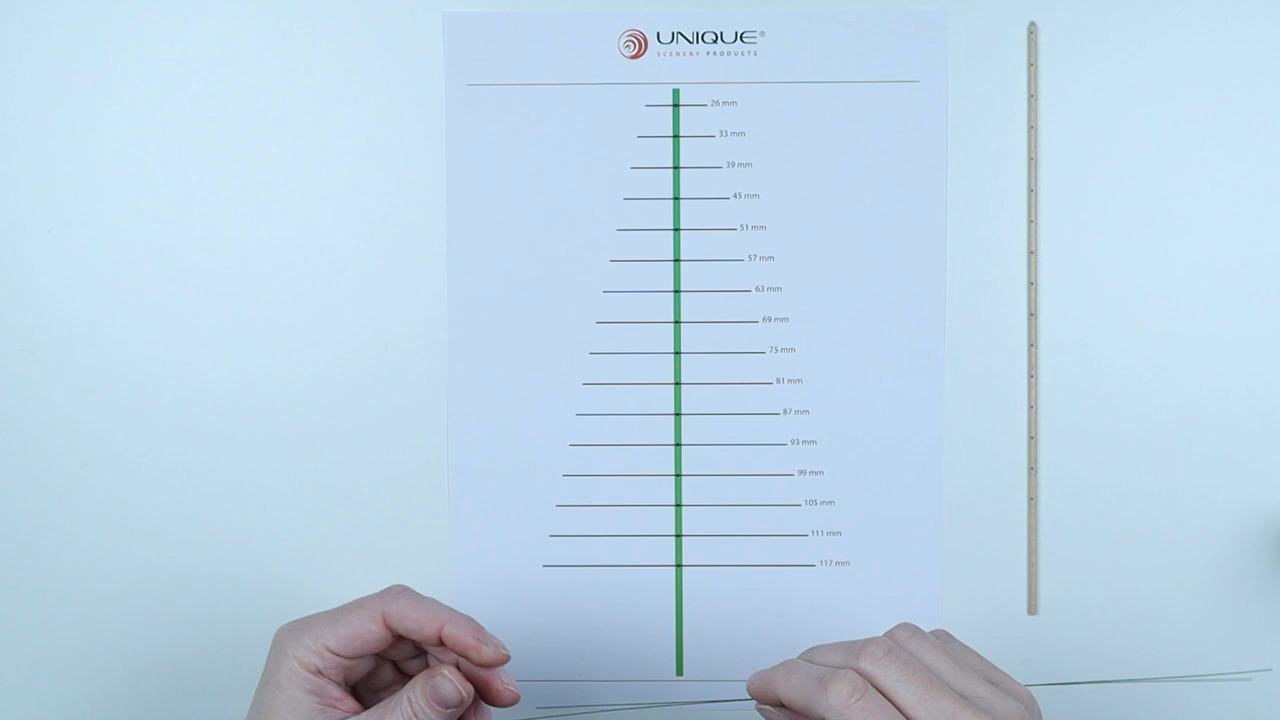 UNIQUE®
SCENERY PRODUCTS
26 mm
33 mm
39 mm
45 mm
51 mm
57 mm
63 mm
69 mm
75 mm
81 mm
87 mm
93 mm
99 mm
105 mm
111 mm
117 mm